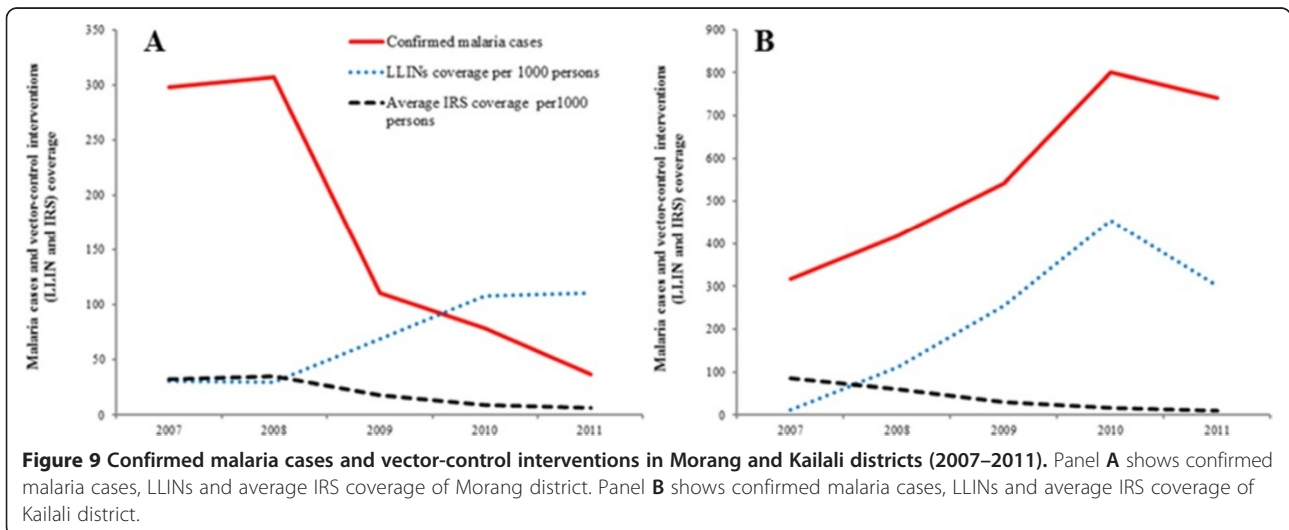 A
Confirmed malaria cases
LLINs coverage per 1000 persons
Average IRS coverage per1000
persons
Malaria cases and vector-control interventions
(LLIN and IRS) coverage
350
300
250
200
150
100
50
0
2007 2008 2009 2010 2011
B
Malaria cases and vector-control interventions
(LLIN and IRS) coverage
900
800
700
600
500
400
300
200
100
0
2007 2008 2009 2010 2011
Figure 9 Confirmed malaria cases and vector-control interventions in Morang and Kailali districts (2007–2011). Panel A shows confirmed
malaria cases, LLINs and average IRS coverage of Morang district. Panel B shows confirmed malaria cases, LLINs and average IRS coverage of
Kailali district.